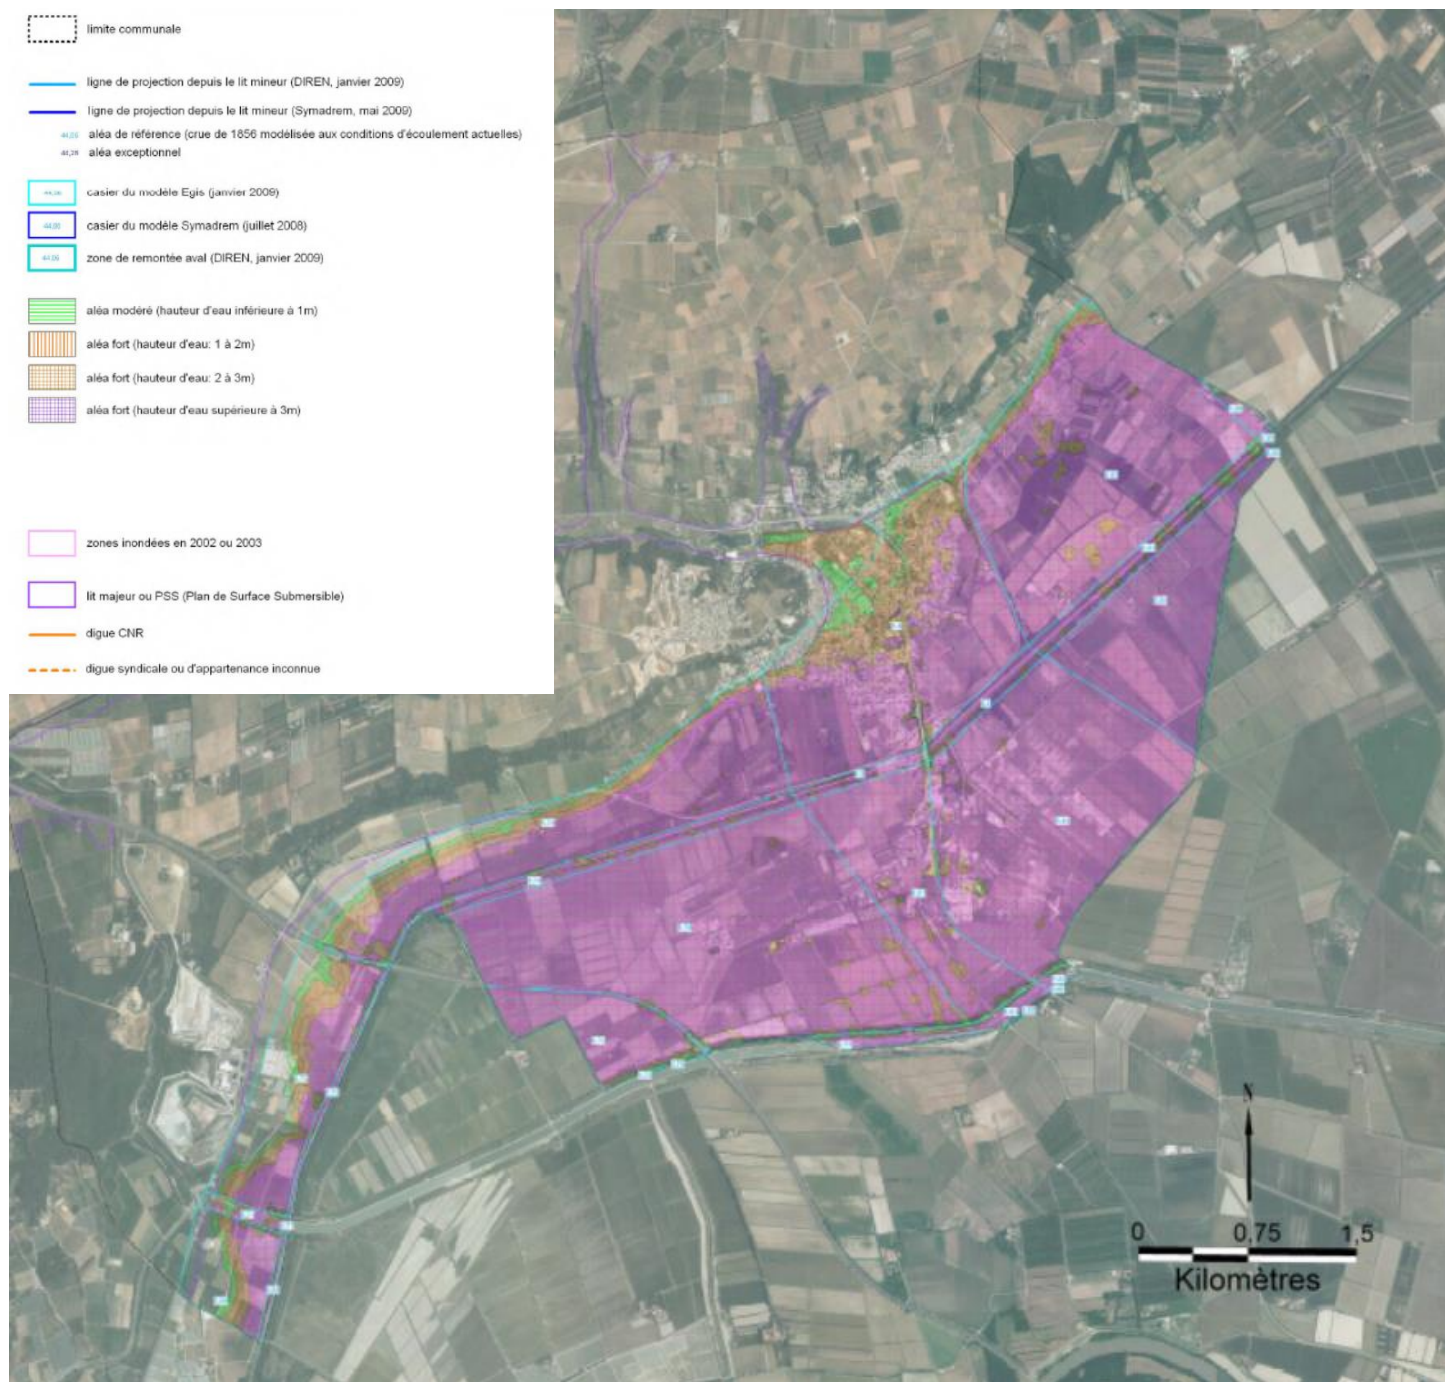 limite communale
ligne de projection depuis le lit mineur (DIREN, janvier 2009)
ligne de projection depuis le lit mineur (Symadrem, mai 2009)
aléa de référence (crue de 1856 modélisée aux conditions d'écoulement actuelles)
aléa exceptionnel
casier du modèle Egis (janvier 2009)
casier du modèle Symadrem (juillet 2008)
zone de remontée aval (DIREN, janvier 2009)
aléa modéré (hauteur d'eau inférieure à 1m)
aléa fort (hauteur d'eau: 1 à 2m)
aléa fort (hauteur d'eau: 2 à 3m)
aléa fort (hauteur d'eau supérieure à 3m)
zones inondées en 2002 ou 2003
lit majeur ou PSS (Plan de Surface Submersible)
digue CNR
digue syndicale ou d'appartenance inconnue
N
0 0,75 1,5
Kilomètres